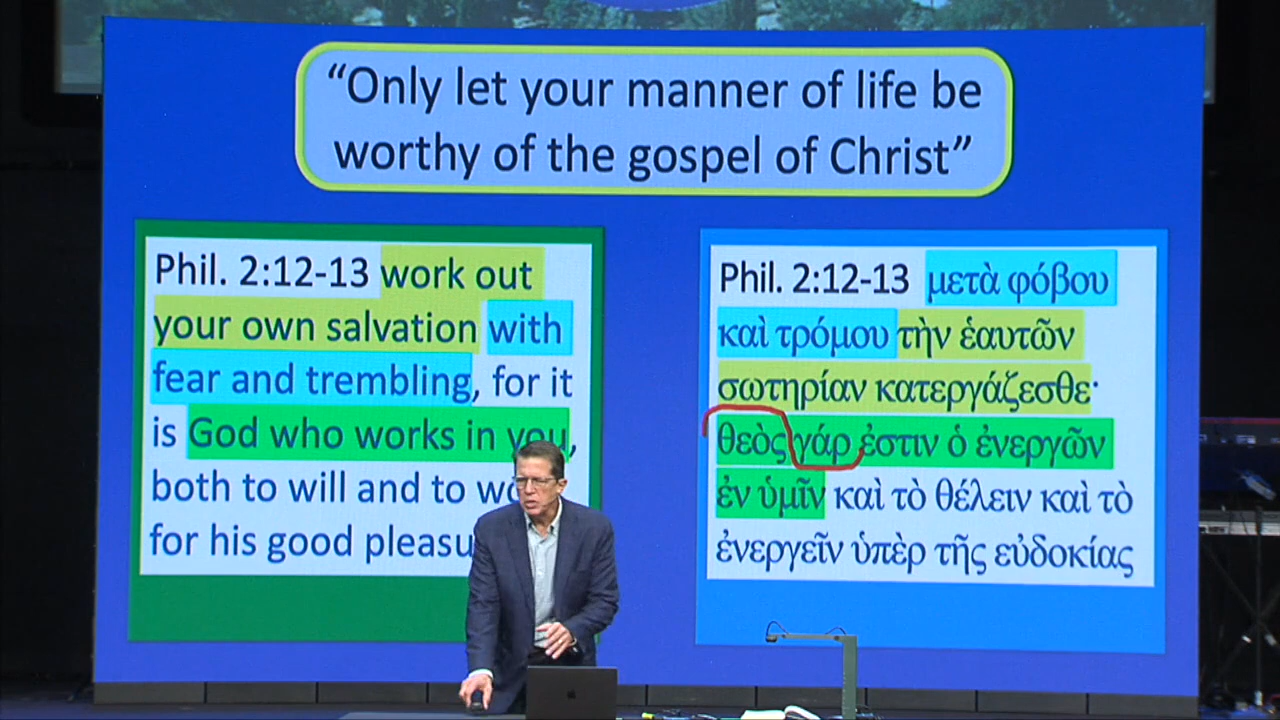 “Only let your manner of life be
worthy of the gospel of Christ”
Phil. 2:12-13 work out
your own salvation with
fear and trembling, for it
is God who works in you,
both to will and to
for his good
Phil. 2:12-13 μετὰ φόβου
καὶ τρόμου τὴν ἑαυτῶν
σωτηρίαν κατεργάζεσθε·
θεὸς γάρ ἐστιν ὁ ἐνεργῶν
ἐν ὑμῖν καὶ τὸ θέλειν καὶ τὸ
ἐνεργεῖν ὑπὲρ τῆς εὐδοκίας